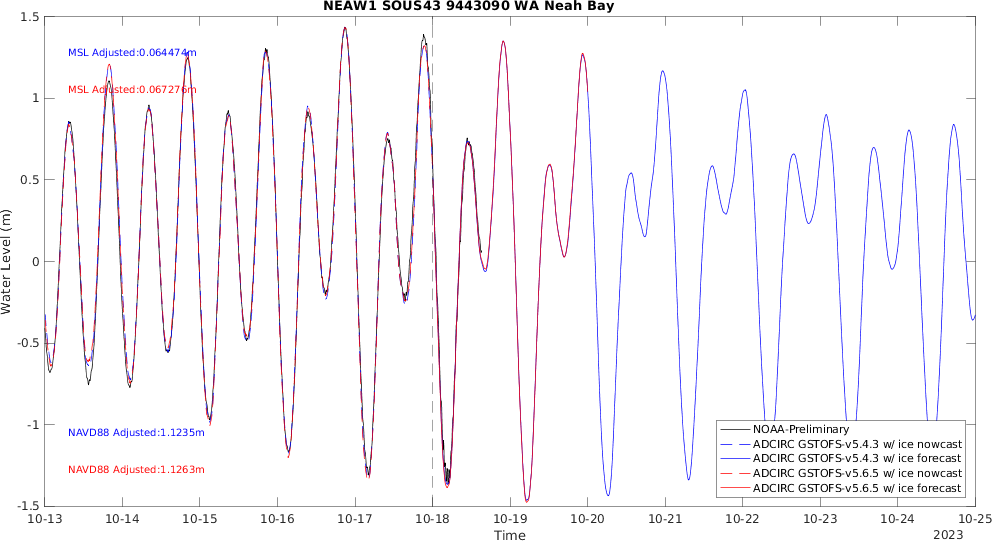 NEAW1 SOUS43 9443090 WA Neah Bay
1.5
1
0.5
0
-0.5
-1
-1.5
Water Level (m)
MSL Adjusted:0.064474m
MSL Adjusted:0.067276m
NAVD88 Adjusted:1.1235m
NAVD88 Adjusted:1.1263m
NOAA-Preliminary
ADCIRC GSTOFS-v5.4.3 w/ ice nowcast
ADCIRC GSTOFS-v5.4.3 w/ ice forecast
ADCIRC GSTOFS-v5.6.5 w/ ice nowcast
ADCIRC GSTOFS-v5.6.5 w/ ice forecast
10-13 10-14 10-15 10-16 10-17 10-18 10-19 10-20 10-21 10-22 10-23 10-24 10-25
Time
2023